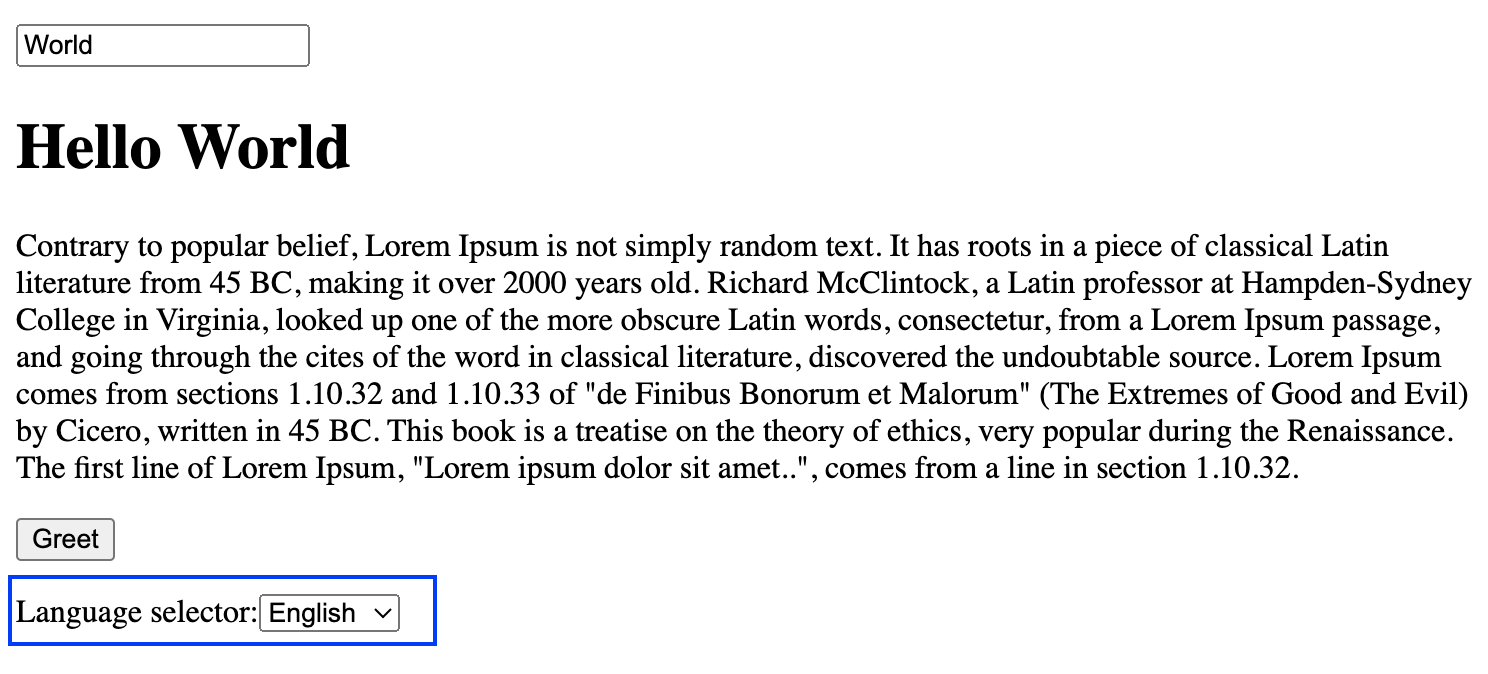 World
Hello World
Contrary to popular belief, Lorem Ipsum is not simply random text. It has roots in a piece of classical Latin
literature from 45 BC, making it over 2000 years old. Richard McClintock, a Latin professor at Hampden-Sydney
College in Virginia, looked up one of the more obscure Latin words, consectetur, from a Lorem Ipsum passage,
and going through the cites of the word in classical literature, discovered the undoubtable source. Lorem Ipsum
comes from sections 1.10.32 and 1.10.33 of "de Finibus Bonorum et Malorum" (The Extremes of Good and Evil)
by Cicero, written in 45 BC. This book is a treatise on the theory of ethics, very popular during the Renaissance.
The first line of Lorem Ipsum, "Lorem ipsum dolor sit amet..", comes from a line in section 1.10.32.
Greet
Language selector: English